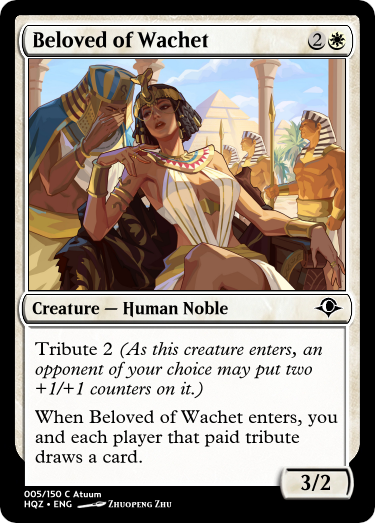 Beloved of Wachet 2
Creature — Human Noble
Tribute 2 (As this creature enters, an
opponent of your choice may put two
+1/+1 counters on it.)
When Beloved of Wachet enters, you
and each player that paid tribute
draws a card.
3/2
005/150 C Atuum
HQZ • ENG Zhuopeng Zhu